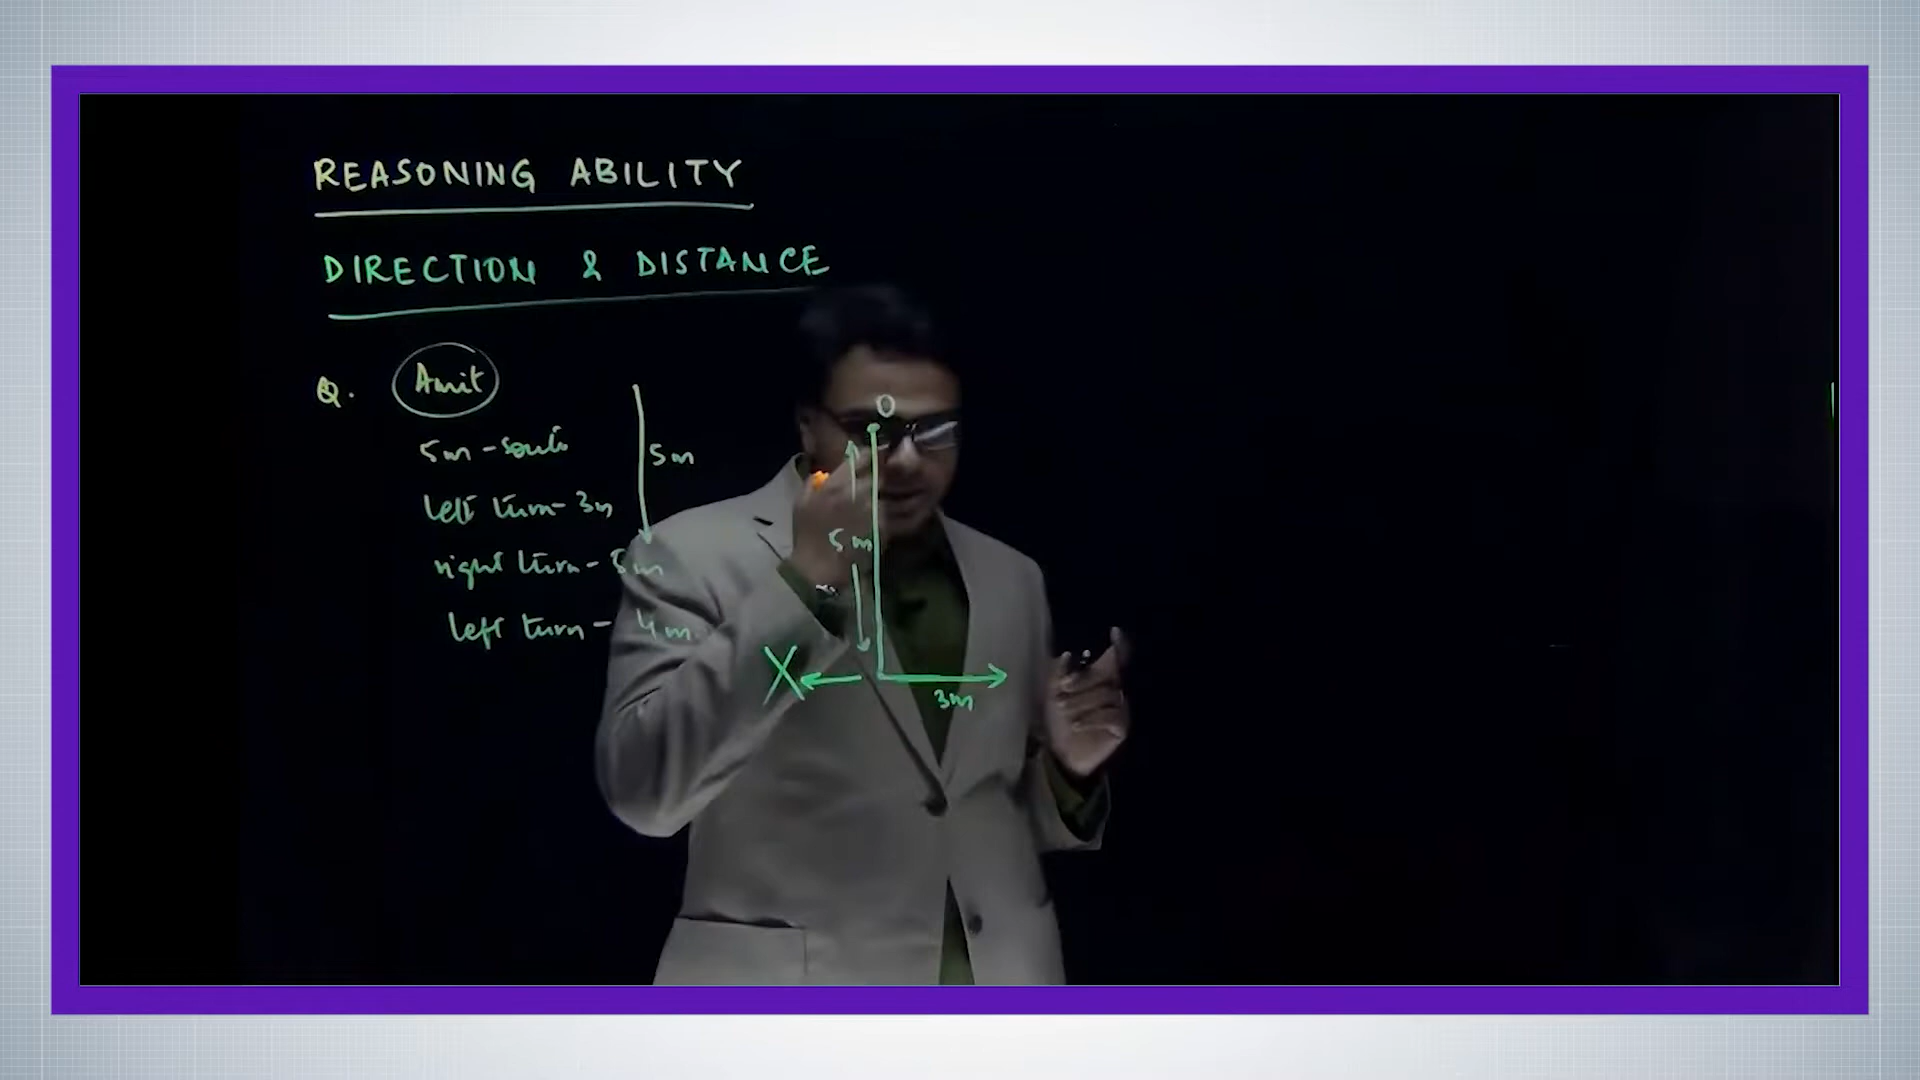 REASONING ABILITY
DIRECTION & DISTANCE
Q. Amit
5m - South
left turn - 3m
right turn - 5m
left turn - 4m
5m
O
5m
X
3m